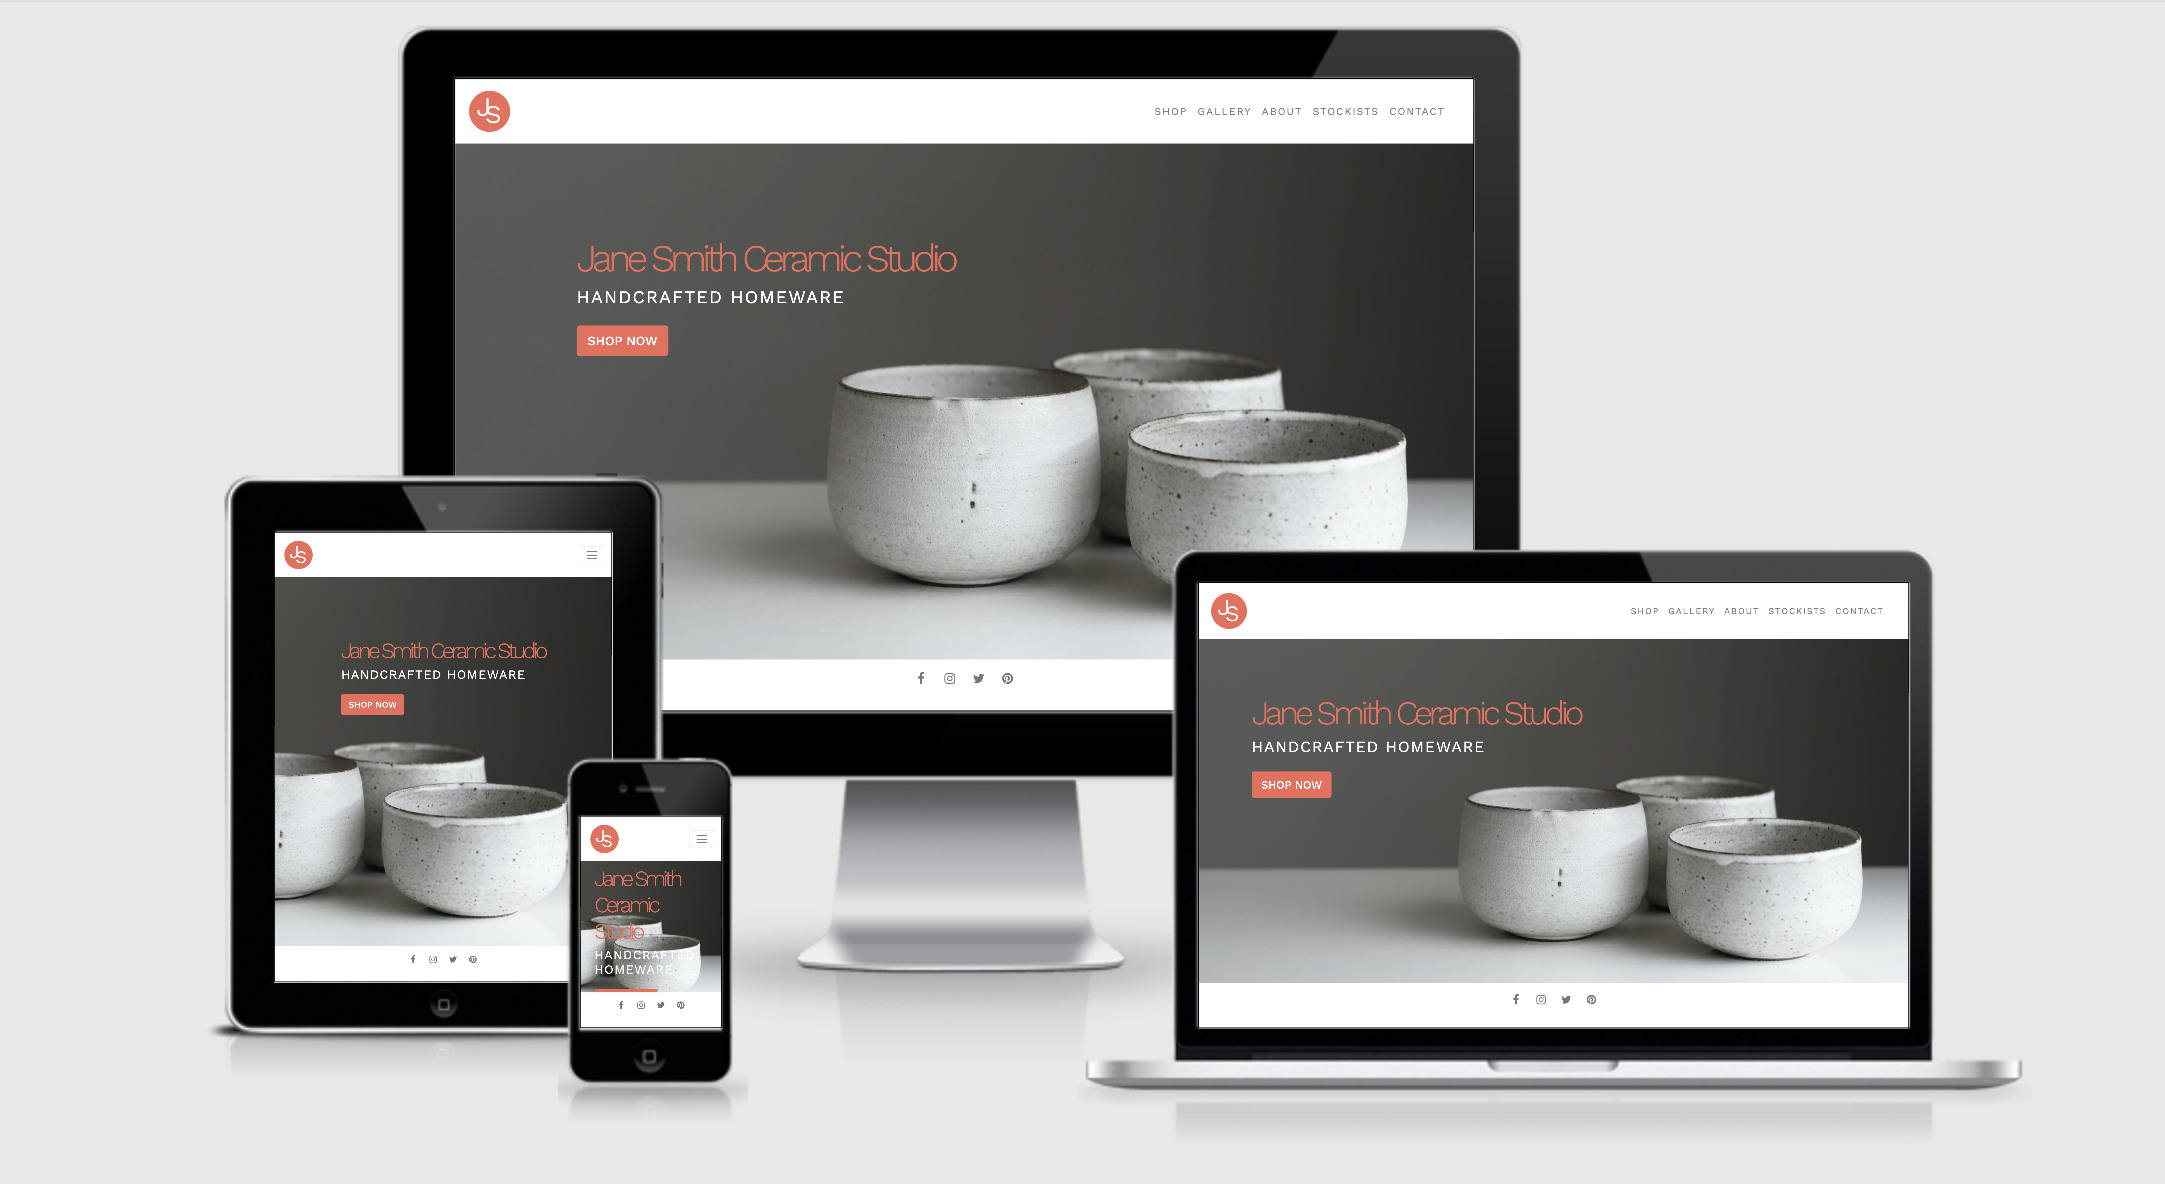 JS
SHOP GALLERY ABOUT STOCKISTS CONTACT
Jane Smith Ceramic Studio
HANDCRAFTED HOMEWARE
SHOP NOW
JS
Jane Smith Ceramic Studio
HANDCRAFTED HOMEWARE
SHOP NOW
JS
Jane Smith
Ceramic
Studio
HANDCRAFTED
HOMEWARE
JS
SHOP GALLERY ABOUT STOCKISTS CONTACT
Jane Smith Ceramic Studio
HANDCRAFTED HOMEWARE
SHOP NOW